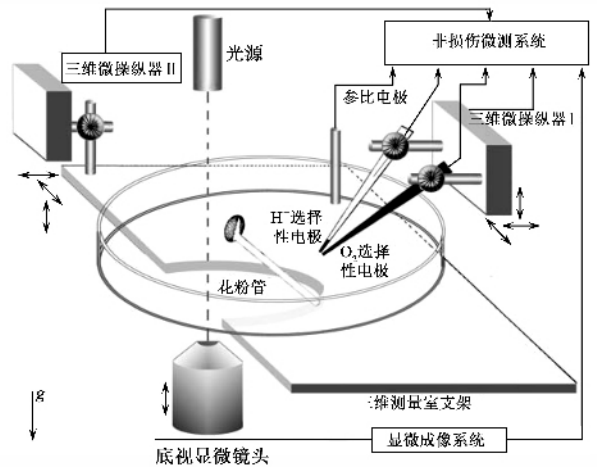 非损伤微测系统
光源
三维微操纵器Ⅱ
参比电极
三维微操纵器Ⅰ
H⁺选择
性电极
O₂选择
性电极
花粉管
g
三维测量室支架
显微成像系统
底视显微镜头